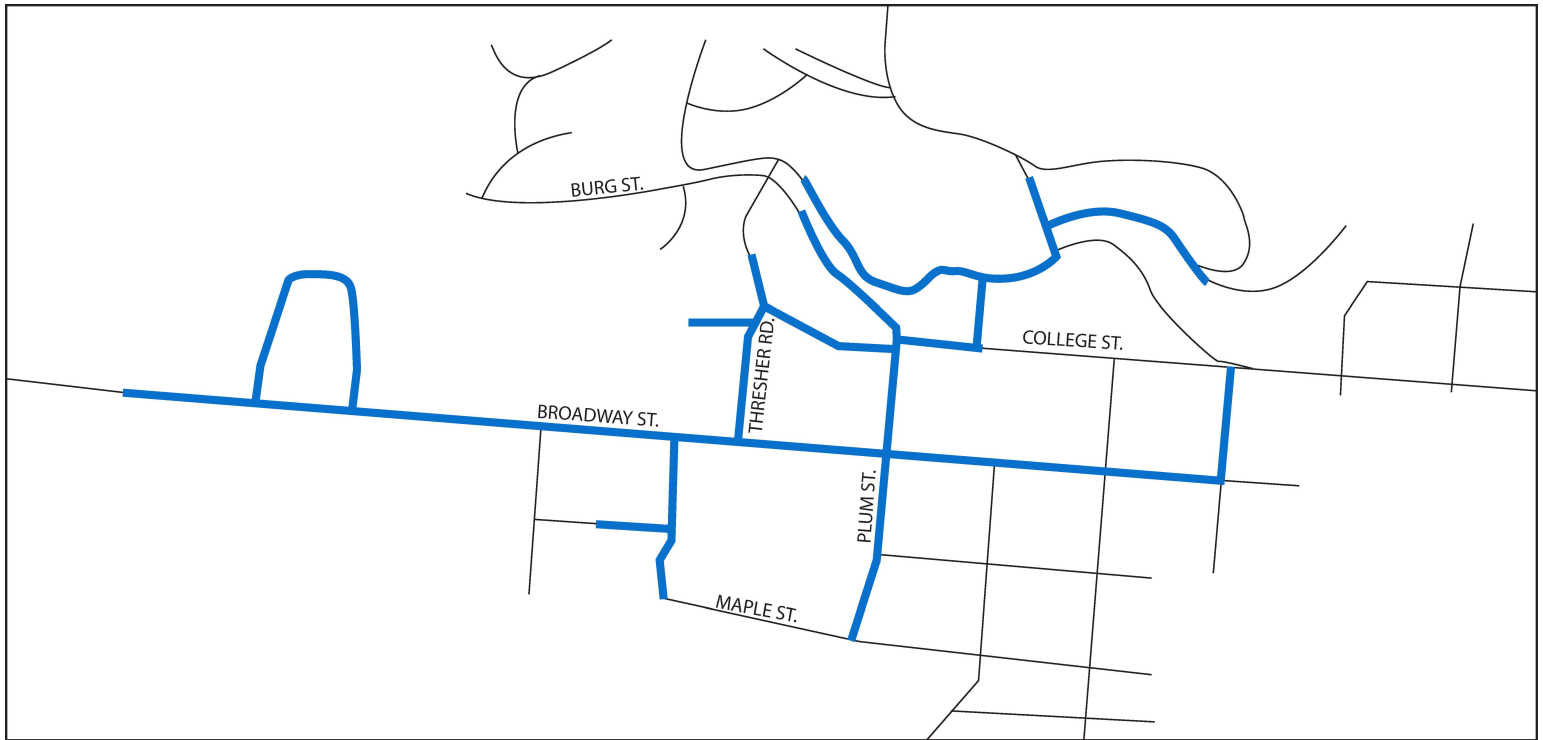 BURG ST.
COLLEGE ST.
THRESHER RD.
BROADWAY ST.
PLUM ST.
MAPLE ST.